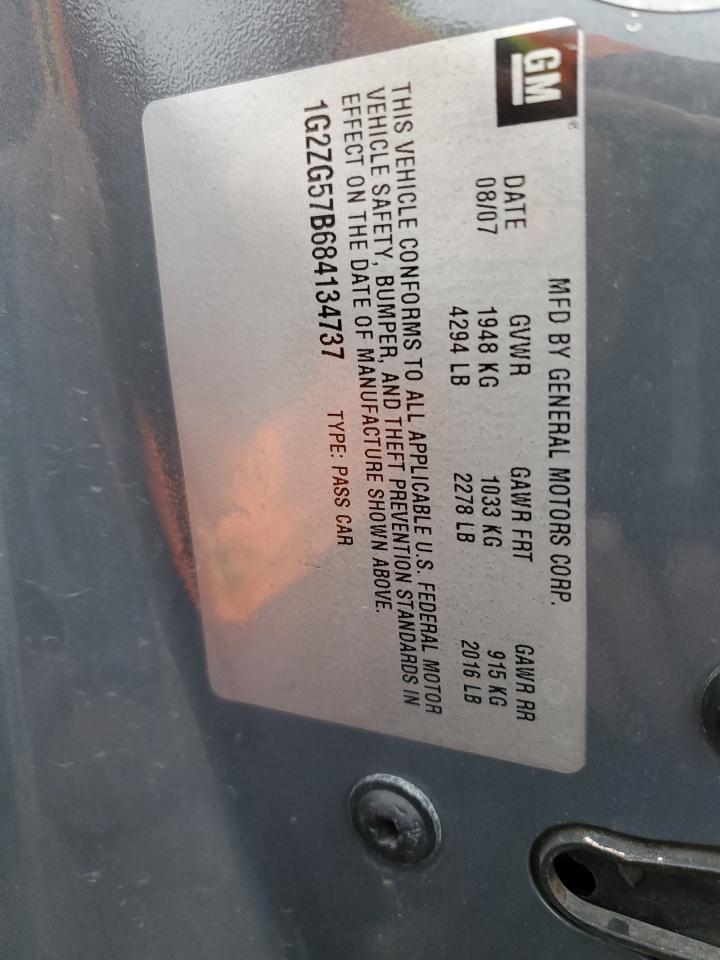 GM
®
MFD BY GENERAL MOTORS CORP.
DATE GVWR GAWR FRT GAWR RR
08/07 1948 KG 1033 KG 915 KG
4294 LB 2278 LB 2016 LB
THIS VEHICLE CONFORMS TO ALL APPLICABLE U.S. FEDERAL MOTOR
VEHICLE SAFETY, BUMPER, AND THEFT PREVENTION STANDARDS IN
EFFECT ON THE DATE OF MANUFACTURE SHOWN ABOVE.
1G2ZG57B684134737 TYPE: PASS CAR